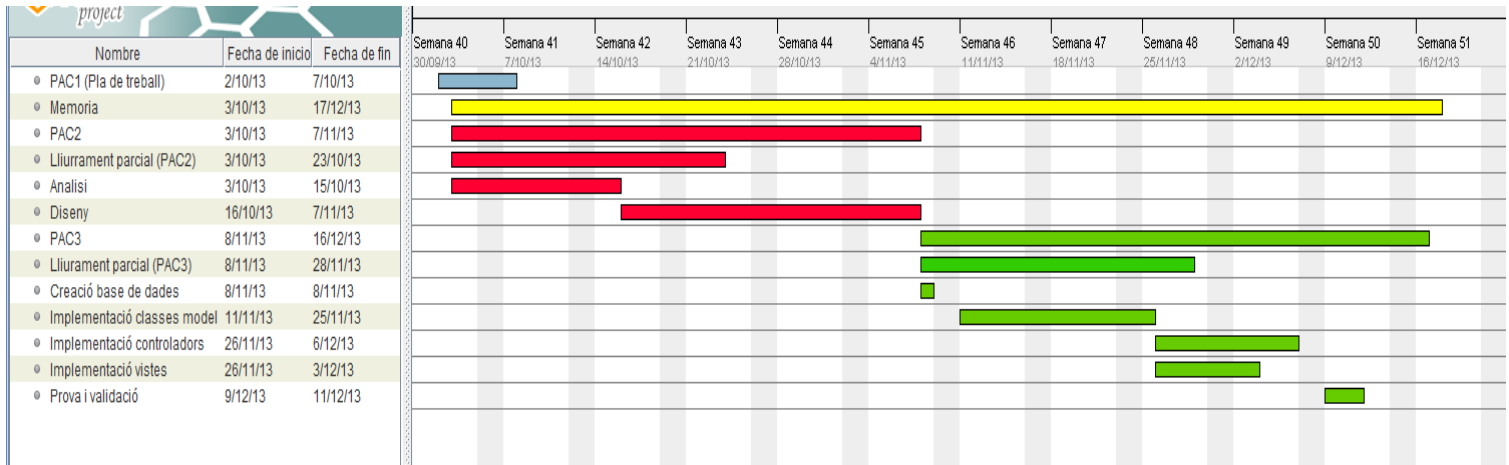 project
Nombre Fecha de inicio Fecha de fin
PAC1 (Pla de treball) 2/10/13 7/10/13
Memoria 3/10/13 17/12/13
PAC2 3/10/13 7/11/13
Lliurrament parcial (PAC2) 3/10/13 23/10/13
Analisi 3/10/13 15/10/13
Diseny 16/10/13 7/11/13
PAC3 8/11/13 16/12/13
Lliurament parcial (PAC3) 8/11/13 28/11/13
Creació base de dades 8/11/13 8/11/13
Implementació classes model 11/11/13 25/11/13
Implementació controladors 26/11/13 6/12/13
Implementació vistes 26/11/13 3/12/13
Prova i validació 9/12/13 11/12/13
Semana 40 Semana 41 Semana 42 Semana 43 Semana 44 Semana 45 Semana 46 Semana 47 Semana 48 Semana 49 Semana 50 Semana 51
30/09/13 7/10/13 14/10/13 21/10/13 28/10/13 4/11/13 11/11/13 18/11/13 25/11/13 2/12/13 9/12/13 16/12/13